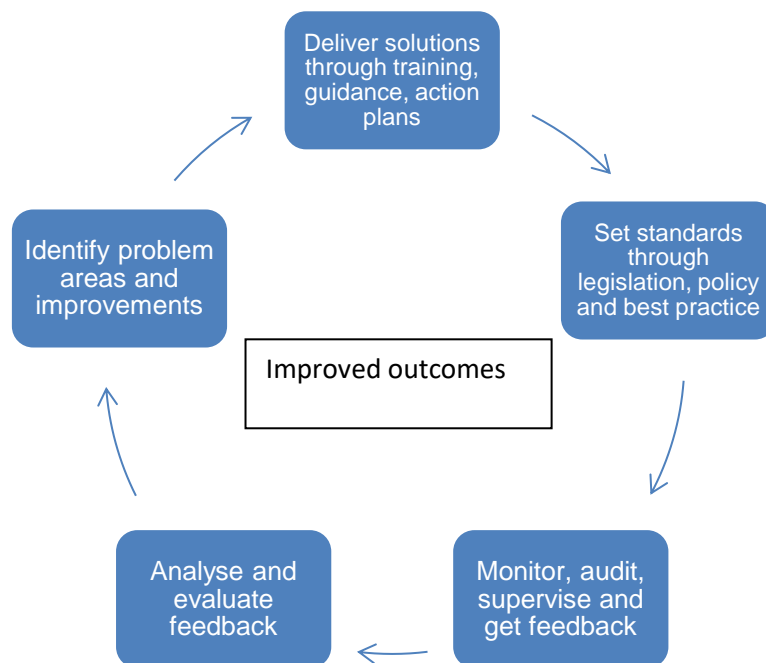 Deliver solutions
through training,
guidance, action
plans
Set standards
through
legislation, policy
and best practice
Identify problem
areas and
improvements
Improved outcomes
Analyse and
evaluate
feedback
Monitor, audit,
supervise and
get feedback